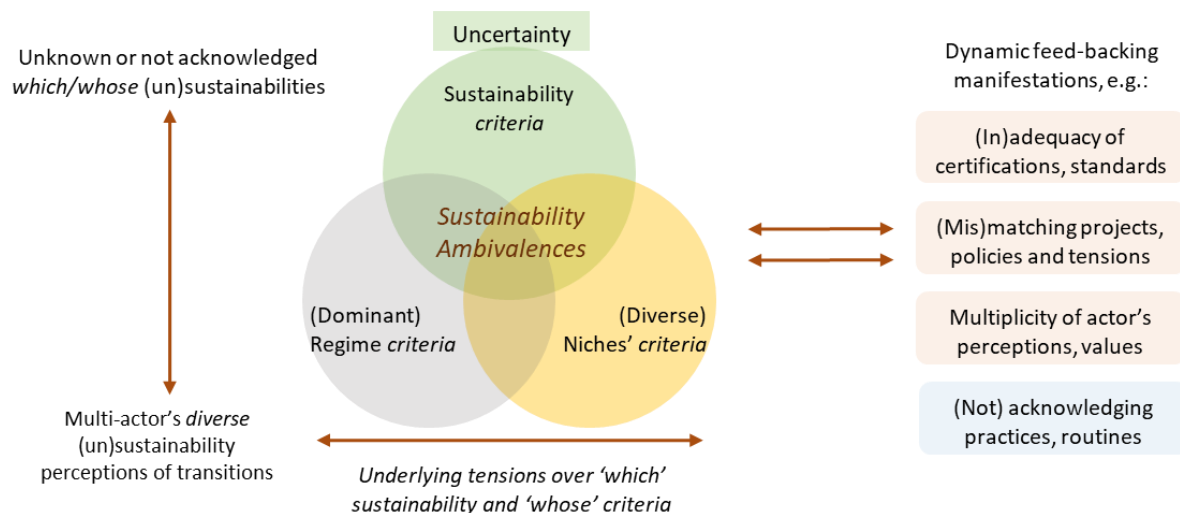 Uncertainty
Unknown or not acknowledged
which/whose (un)sustainabilities
Sustainability
criteria
Sustainability
Ambivalences
(Dominant)
Regime criteria
(Diverse)
Niches’ criteria
Multi-actor’s diverse
(un)sustainability
perceptions of transitions
Underlying tensions over ‘which’
sustainability and ‘whose’ criteria
Dynamic feed-backing
manifestations, e.g.:
(In)adequacy of
certifications, standards
(Mis)matching projects,
policies and tensions
Multiplicity of actor’s
perceptions, values
(Not) acknowledging
practices, routines